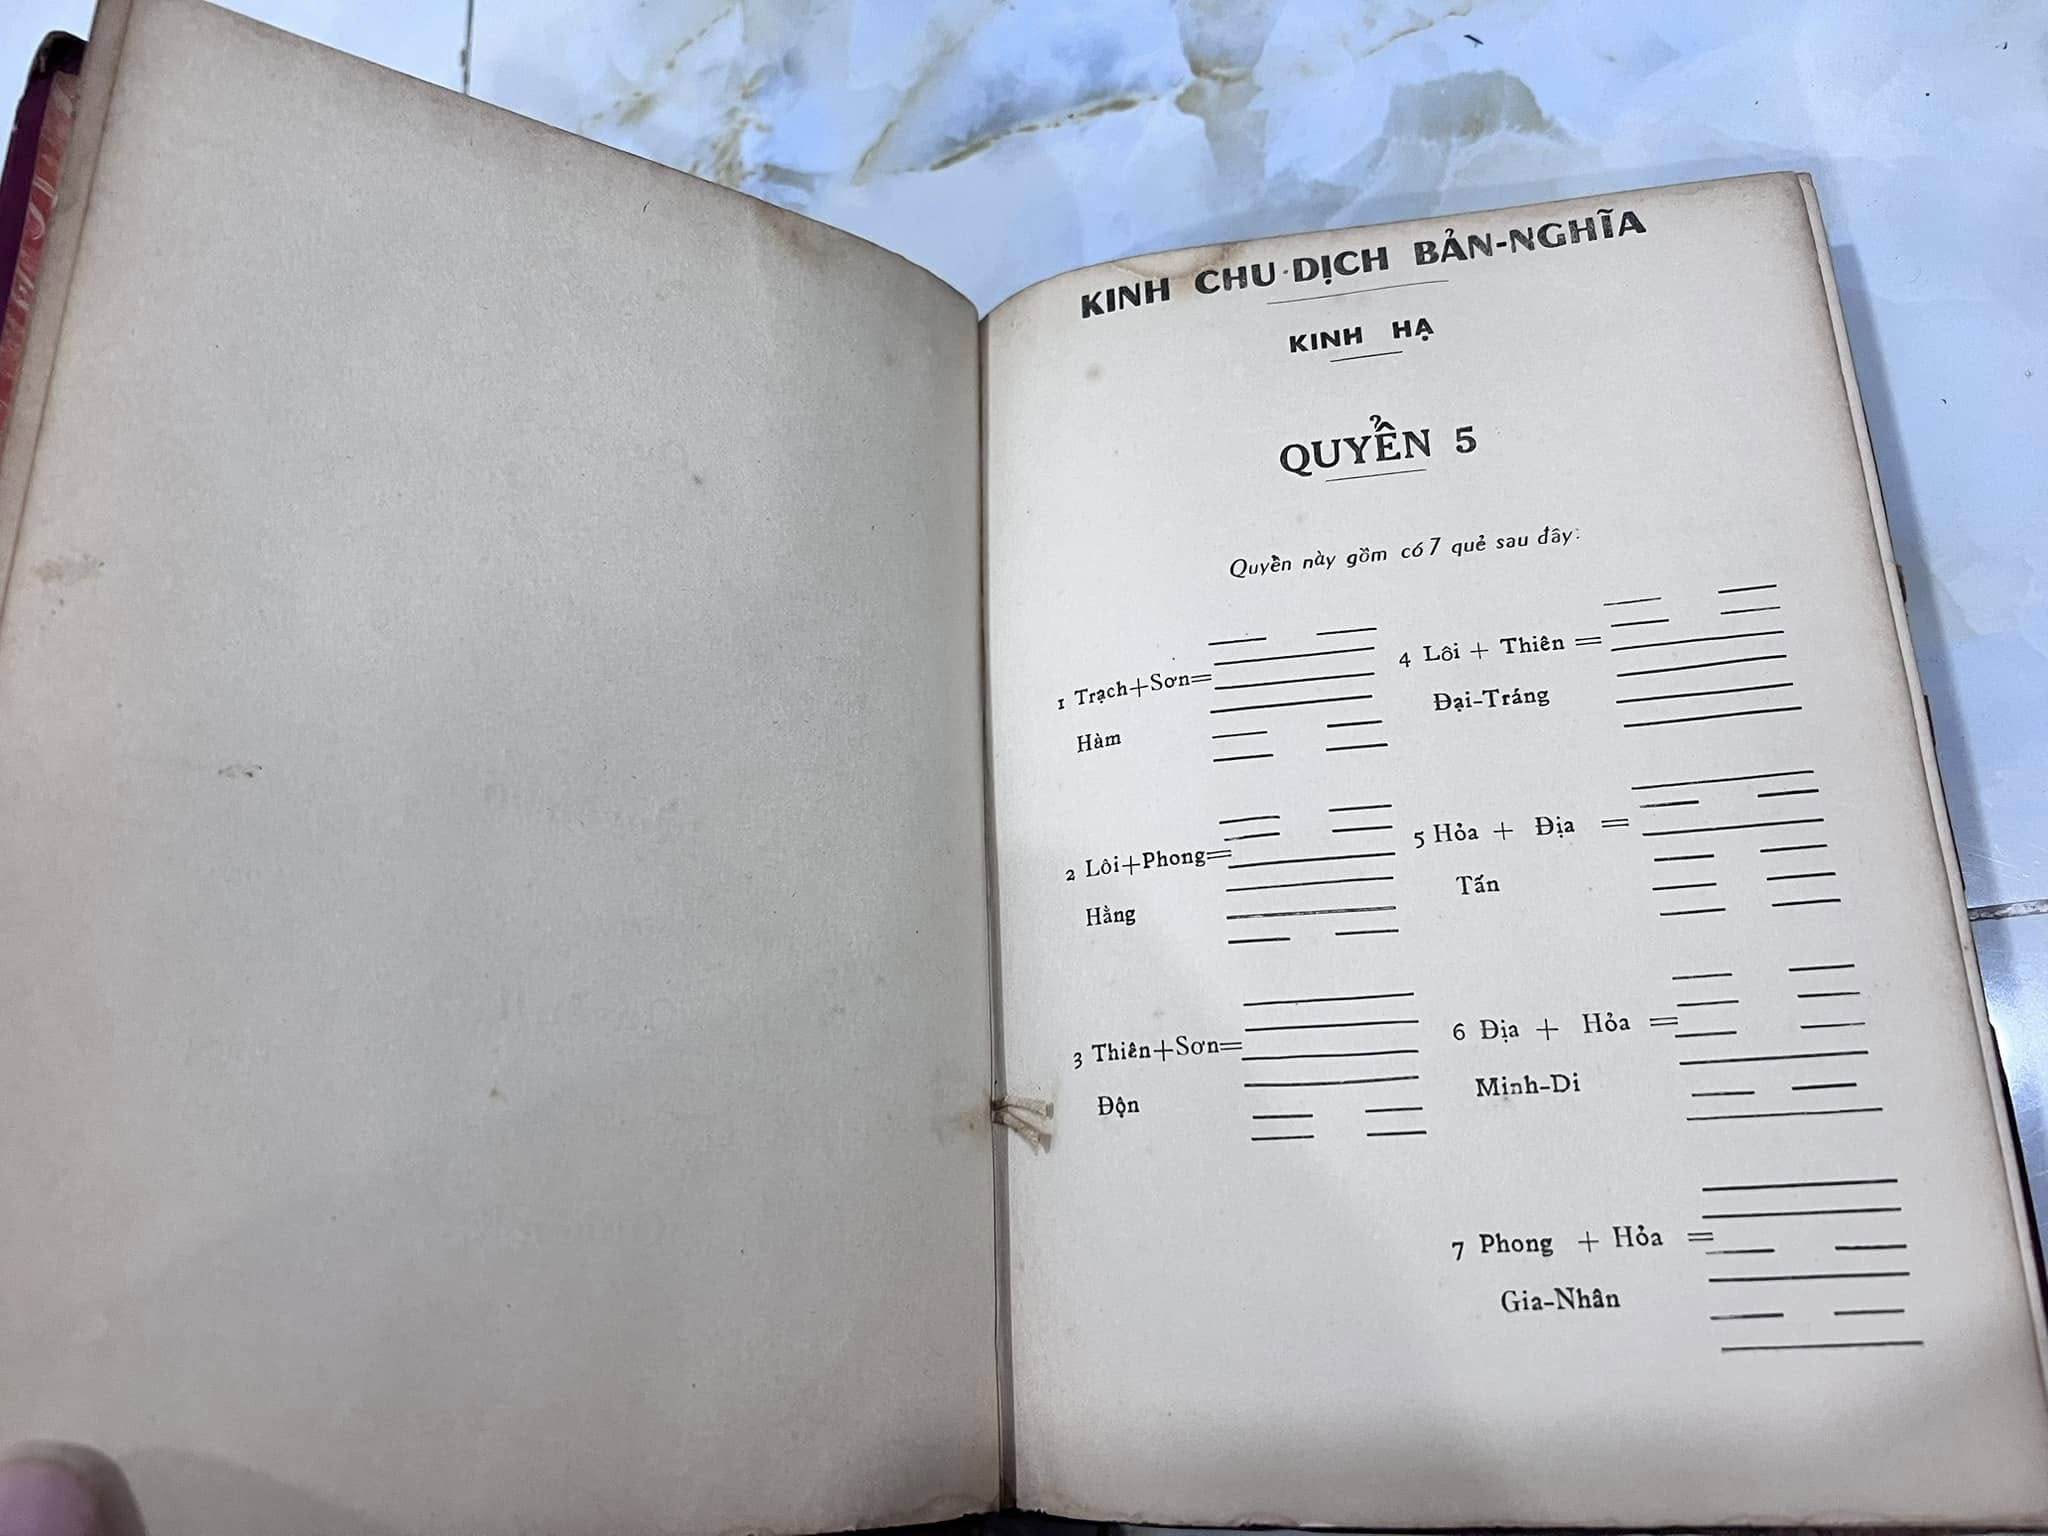 KINH CHU-DỊCH BẢN-NGHĨA
KINH HẠ
QUYỂN 5
Quyền này gồm có 7 quẻ sau đây:
1 Trạch+Sơn=
Hàm
2 Lôi+Phong=
Hằng
3 Thiên+Sơn=
Độn
4 Lôi + Thiên =
Đại-Tráng
5 Hỏa + Địa =
Tấn
6 Địa + Hỏa =
Minh-Di
7 Phong + Hỏa =
Gia-Nhân